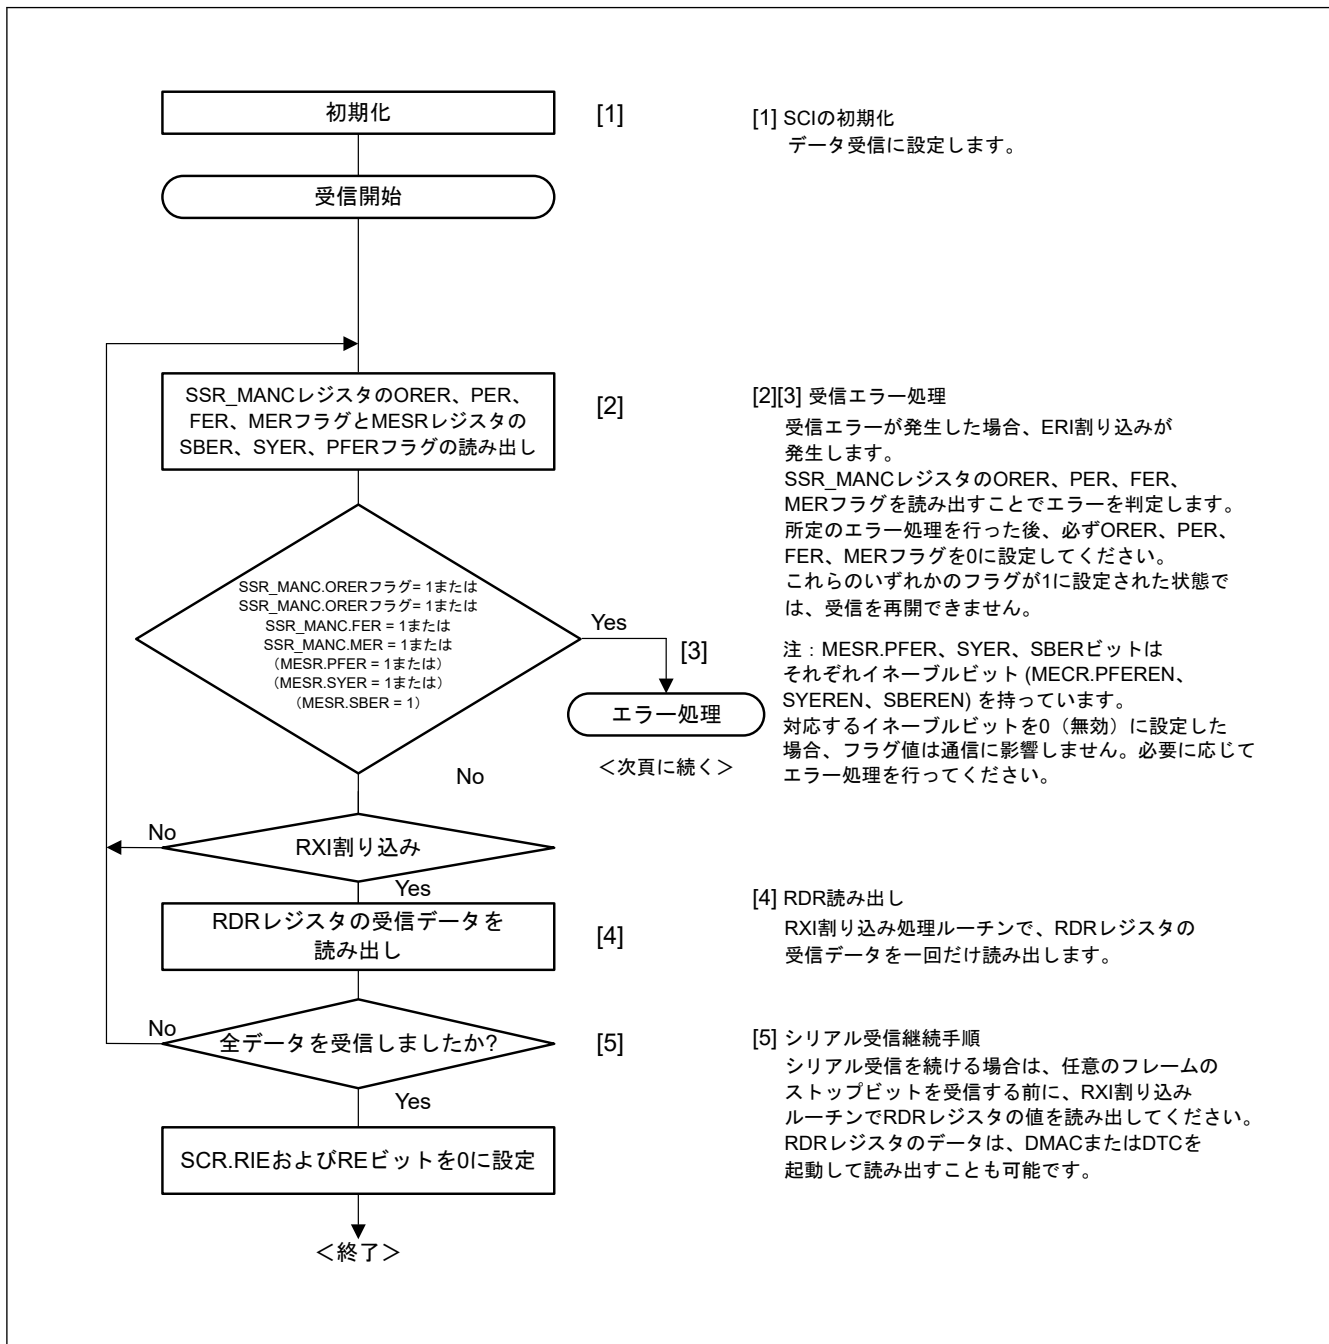 初期化
[1]
[1] SCIの初期化
データ受信に設定します。
受信開始
SSR_MANCレジスタのORER、PER、
FER、MERフラグとMESRレジスタの
SBER、SYER、PFERフラグの読み出し
[2]
[2][3] 受信エラー処理
受信エラーが発生した場合、ERI割り込みが
発生します。
SSR_MANCレジスタのORER、PER、FER、
MERフラグを読み出すことでエラーを判定します。
所定のエラー処理を行った後、必ずORER、PER、
FER、MERフラグを0に設定してください。
これらのいずれかのフラグが1に設定された状態で
は、受信を再開できません。
注：MESR.PFER、SYER、SBERビットは
それぞれイネーブルビット (MECR.PFEREN、
SYEREN、SBEREN) を持っています。
対応するイネーブルビットを0（無効）に設定した
場合、フラグ値は通信に影響しません。必要に応じて
エラー処理を行ってください。
SSR_MANC.ORERフラグ= 1または
SSR_MANC.ORERフラグ= 1または
SSR_MANC.FER = 1または
SSR_MANC.MER = 1または
（MESR.PFER = 1または）
（MESR.SYER = 1または）
（MESR.SBER = 1）
Yes
[3]
エラー処理
＜次頁に続く＞
No
RXI割り込み
No
Yes
RDRレジスタの受信データを
読み出し
[4]
[4] RDR読み出し
RXI割り込み処理ルーチンで、RDRレジスタの
受信データを一回だけ読み出します。
No
全データを受信しましたか?
[5]
[5] シリアル受信継続手順
シリアル受信を続ける場合は、任意のフレームの
ストップビットを受信する前に、RXI割り込み
ルーチンでRDRレジスタの値を読み出してください。
RDRレジスタのデータは、DMACまたはDTCを
起動して読み出すことも可能です。
Yes
SCR.RIEおよびREビットを0に設定
＜終了＞